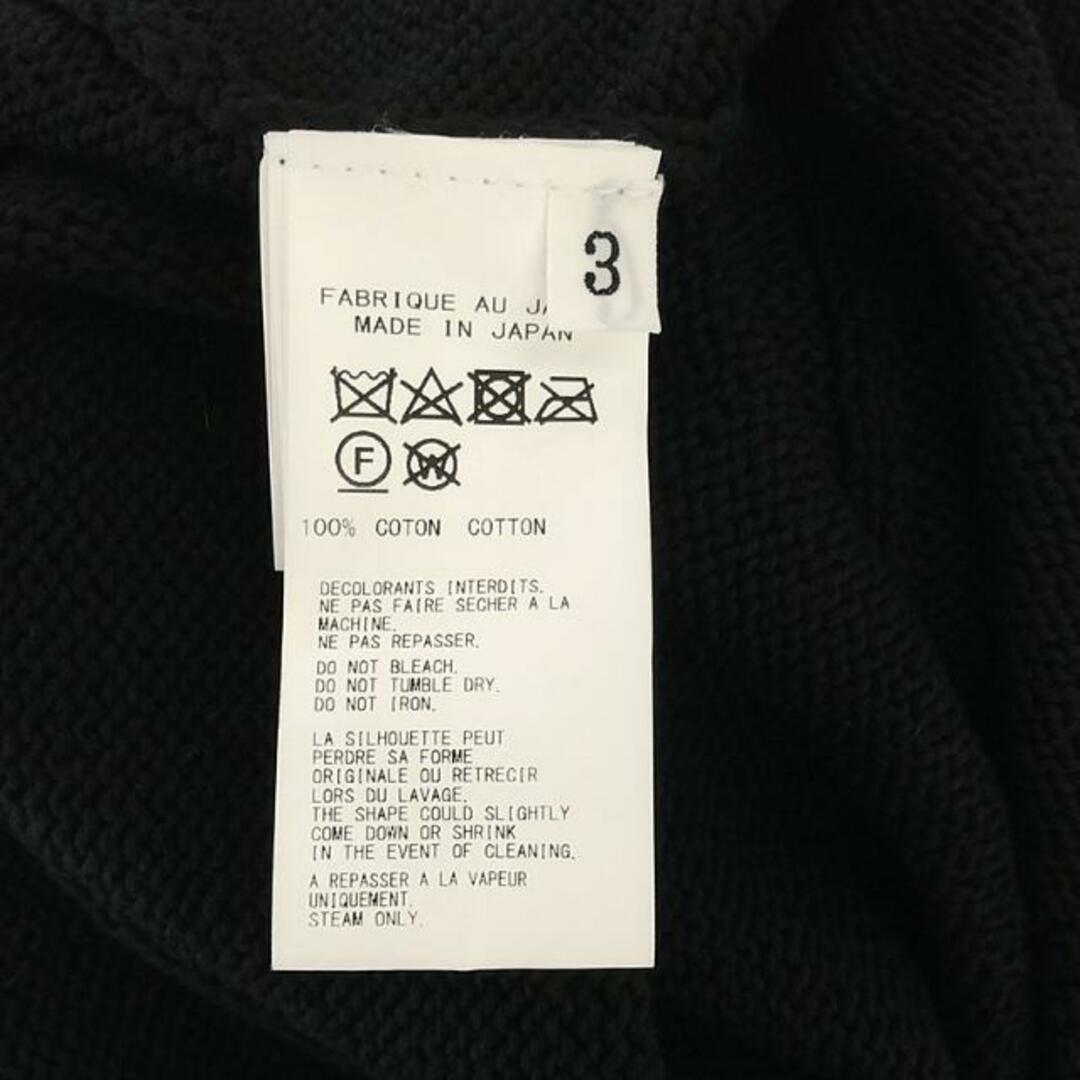 3
FABRIQUE AU
MADE IN JAPAN
F
W
100% COTON COTTON
DECOLORANTS INTERDITS.
NE PAS FAIRE SECHER A LA
MACHINE.
NE PAS REPASSER.
DO NOT BLEACH.
DO NOT TUMBLE DRY.
DO NOT IRON.
LA SILHOUETTE PEUT
PERDRE SA FORME
ORIGINALE OU RETRECIR
LORS DU LAVAGE.
THE SHAPE COULD SLIGHTLY
COME DOWN OR SHRINK
IN THE EVENT OF CLEANING.
A REPASSER A LA VAPEUR
UNIQUEMENT.
STEAM ONLY.